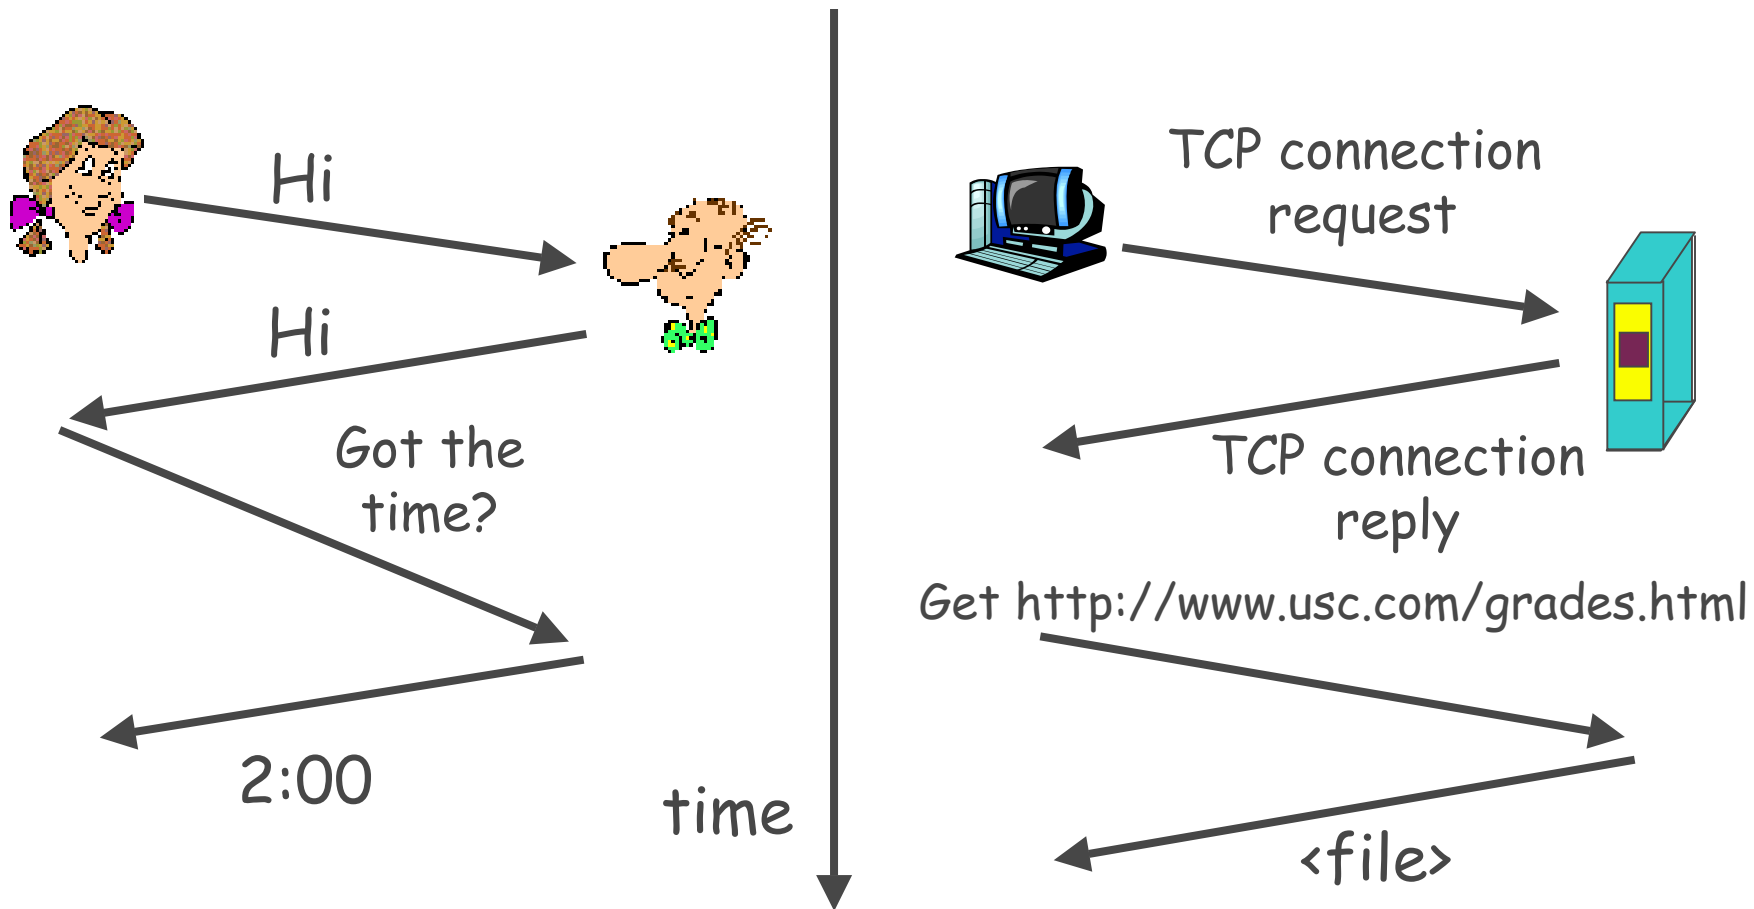 Hi
Hi
Got the
time?
2:00
time
TCP connection
request
TCP connection
reply
Get http://www.usc.com/grades.html
<file>